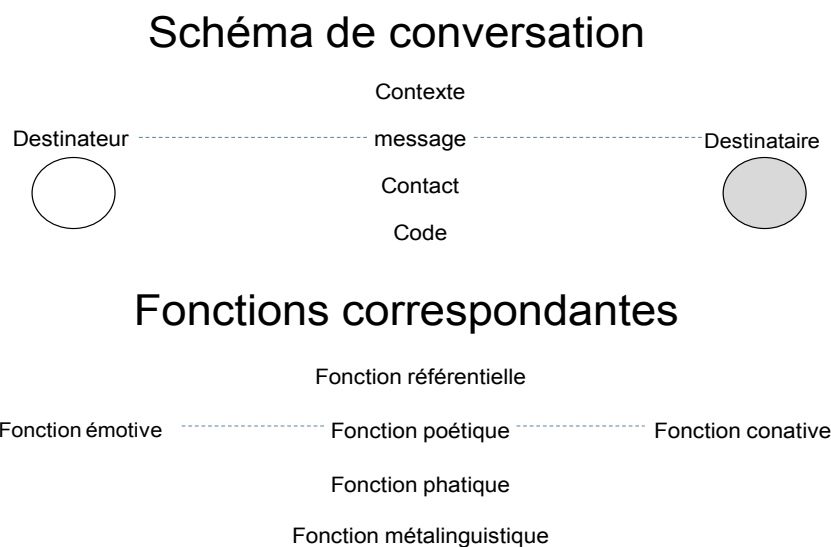 Schéma de conversation
Contexte
Destinateur message Destinataire
Contact
Code
Fonctions correspondantes
Fonction référentielle
Fonction émotive Fonction poétique Fonction conative
Fonction phatique
Fonction métalinguistique